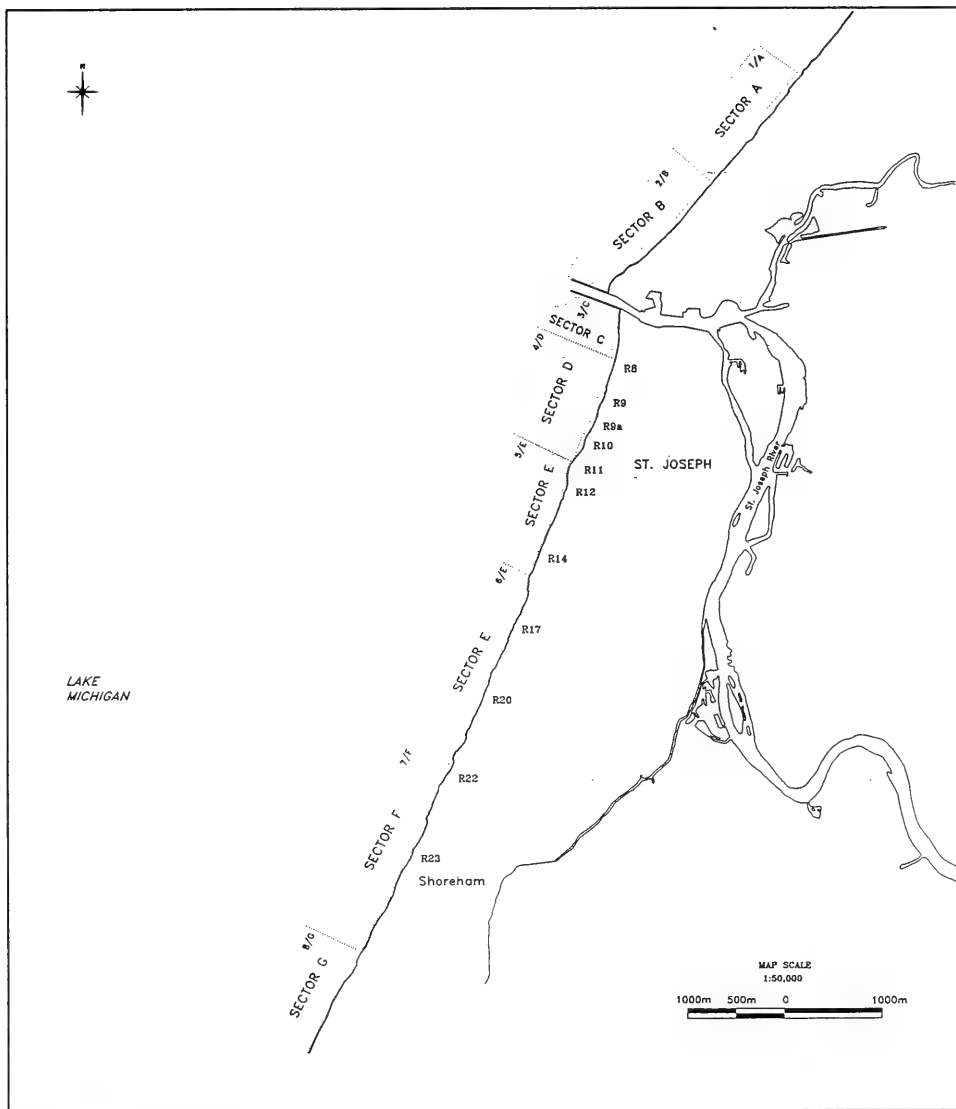 N
1/A
SECTOR A
2/B
SECTOR B
3/C
SECTOR C
4/D
R8
SECTOR D
R9
R9a
R10
5/E
ST. JOSEPH
R11
St. Joseph River
SECTOR E
R12
R14
6/E
R17
SECTOR E
LAKE
MICHIGAN
R20
7/F
R22
SECTOR F
R23
Shoreham
8/G
SECTOR G
MAP SCALE
1:50,000
1000m 500m 0 1000m